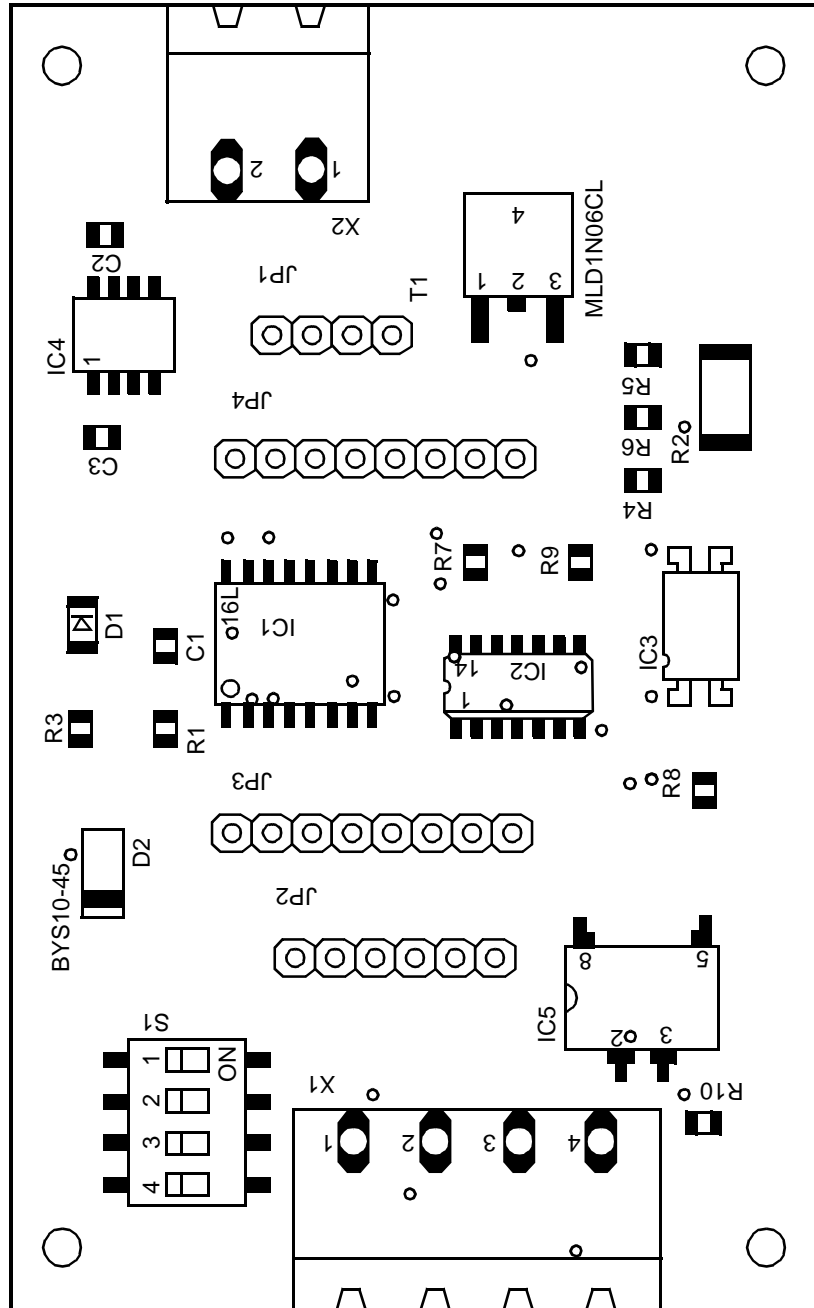 2 1
X2
4
1 2 3
MLD1N06CL
T1
C2
JP1
IC4
1
R5
JP4
R6
R2
C3
R4
R7
R9
16L
IC1
D1
C1
IC3
14
IC2
1
R3
R1
JP3
R8
D2
BYS10-45
JP2
8 5
IC5
2 3
S1
ON
1
2
3
4
X1
R10
1 2 3 4